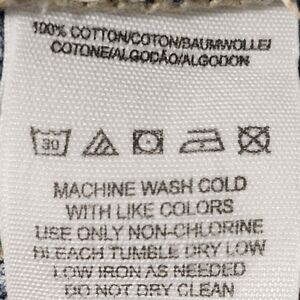 100% COTTON/COTON/BAUMWOLLE/
COTONE/ALGODÃO/ALGODON
30
MACHINE WASH COLD
WITH LIKE COLORS
USE ONLY NON-CHLORINE
BLEACH TUMBLE DRY LOW
LOW IRON AS NEEDED
DO NOT DRY CLEAN